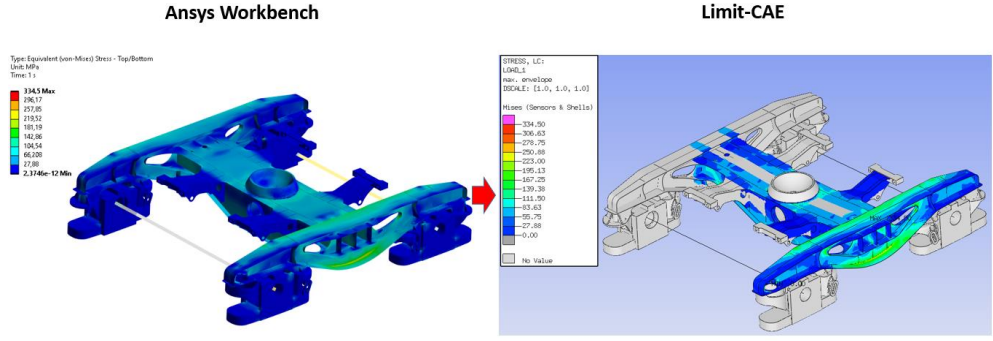 Ansys Workbench
Limit-CAE
Type: Equivalent (von-Mises) Stress - Top/Bottom
Unit: MPa
Time: 1 s
334,5 Max
296,17
257,85
219,52
181,19
142,86
104,54
66,208
27,88
2,3746e-12 Min
STRESS, LC:
LOAD_1
max. envelope
DSCALE: [1.0, 1.0, 1.0]
Mises (Sensors & Shells)
334.50
306.63
278.75
250.88
223.00
195.13
167.25
139.38
111.50
83.63
55.75
27.88
0.00
No Value